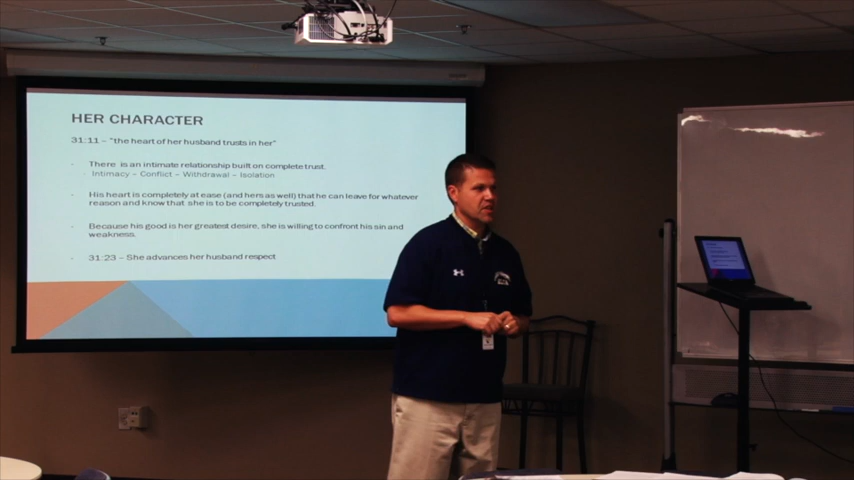 HER CHARACTER
31:11 – "the heart of her husband trusts in her"
- There is an intimate relationship built on complete trust.
- Intimacy – Conflict – Withdrawal – Isolation
- His heart is completely at ease (and hers as well) that he can leave for whatever
reason and know that she is to be completely trusted.
- Because his good is her greatest desire, she is willing to confront his sin and
weakness.
- 31:23 – She advances her husband respect